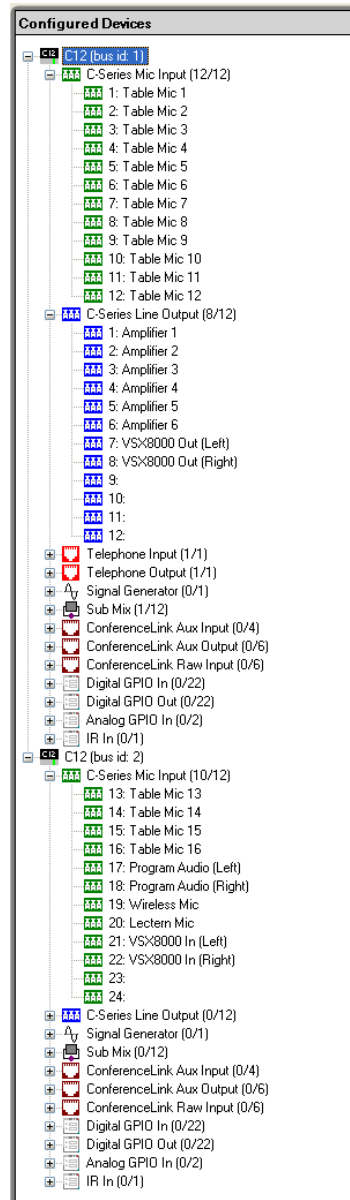 Configured Devices
C12 (bus id: 1)
C-Series Mic Input (12/12)
1: Table Mic 1
2: Table Mic 2
3: Table Mic 3
4: Table Mic 4
5: Table Mic 5
6: Table Mic 6
7: Table Mic 7
8: Table Mic 8
9: Table Mic 9
10: Table Mic 10
11: Table Mic 11
12: Table Mic 12
C-Series Line Output (8/12)
1: Amplifier 1
2: Amplifier 2
3: Amplifier 3
4: Amplifier 4
5: Amplifier 5
6: Amplifier 6
7: VSX8000 Out (Left)
8: VSX8000 Out (Right)
9:
10:
11:
12:
Telephone Input (1/1)
Telephone Output (1/1)
Signal Generator (0/1)
Sub Mix (1/12)
ConferenceLink Aux Input (0/4)
ConferenceLink Aux Output (0/6)
ConferenceLink Raw Input (0/6)
Digital GPIO In (0/22)
Digital GPIO Out (0/22)
Analog GPIO In (0/2)
IR In (0/1)
C12 (bus id: 2)
C-Series Mic Input (10/12)
13: Table Mic 13
14: Table Mic 14
15: Table Mic 15
16: Table Mic 16
17: Program Audio (Left)
18: Program Audio (Right)
19: Wireless Mic
20: Lectern Mic
21: VSX8000 In (Left)
22: VSX8000 In (Right)
23:
24:
C-Series Line Output (0/12)
Signal Generator (0/1)
Sub Mix (0/12)
ConferenceLink Aux Input (0/4)
ConferenceLink Aux Output (0/6)
ConferenceLink Raw Input (0/6)
Digital GPIO In (0/22)
Digital GPIO Out (0/22)
Analog GPIO In (0/2)
IR In (0/1)